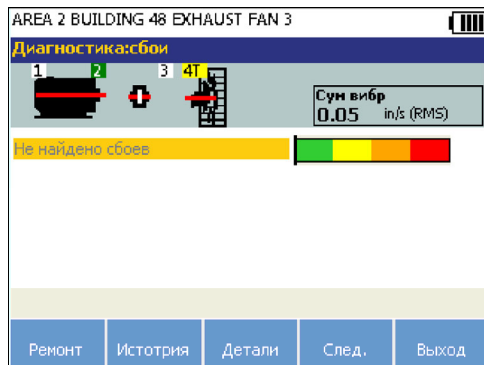 AREA 2 BUILDING 48 EXHAUST FAN 3
Диагностика:сбои
1 2 3 4T
Сум вибр
0.05 in/s (RMS)
Не найдено сбоев
Ремонт Истотрия Детали След. Выход